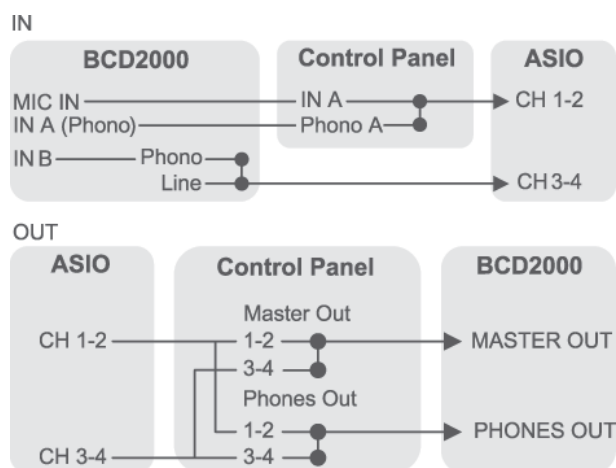 IN
BCD2000 Control Panel ASIO
MIC IN IN A CH 1-2
IN A (Phono) Phono A
IN B Phono
Line CH 3-4
OUT
ASIO Control Panel BCD2000
Master Out
CH 1-2 1-2 MASTER OUT
3-4
Phones Out
1-2 PHONES OUT
CH 3-4 3-4